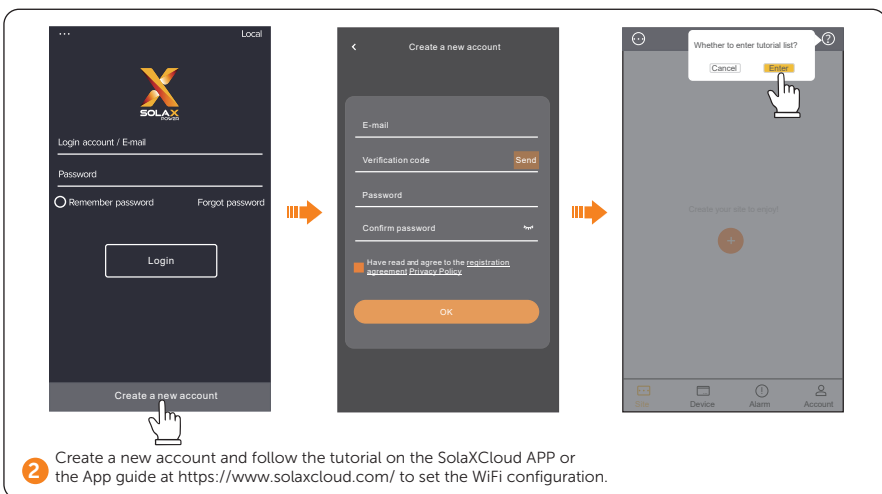 ... Local
SOLAX
POWER
Login account / E-mail
Password
Remember password Forgot password
Login
Create a new account
Create a new account
E-mail
Verification code Send
Password
Confirm password
Have read and agree to the registration
agreement Privacy Policy
OK
Whether to enter tutorial list?
Cancel Enter
?
Create your site to enjoy!
+
Site Device Alarm Account
2 Create a new account and follow the tutorial on the SolaXCloud APP or
the App guide at https://www.solaxcloud.com/ to set the WiFi configuration.